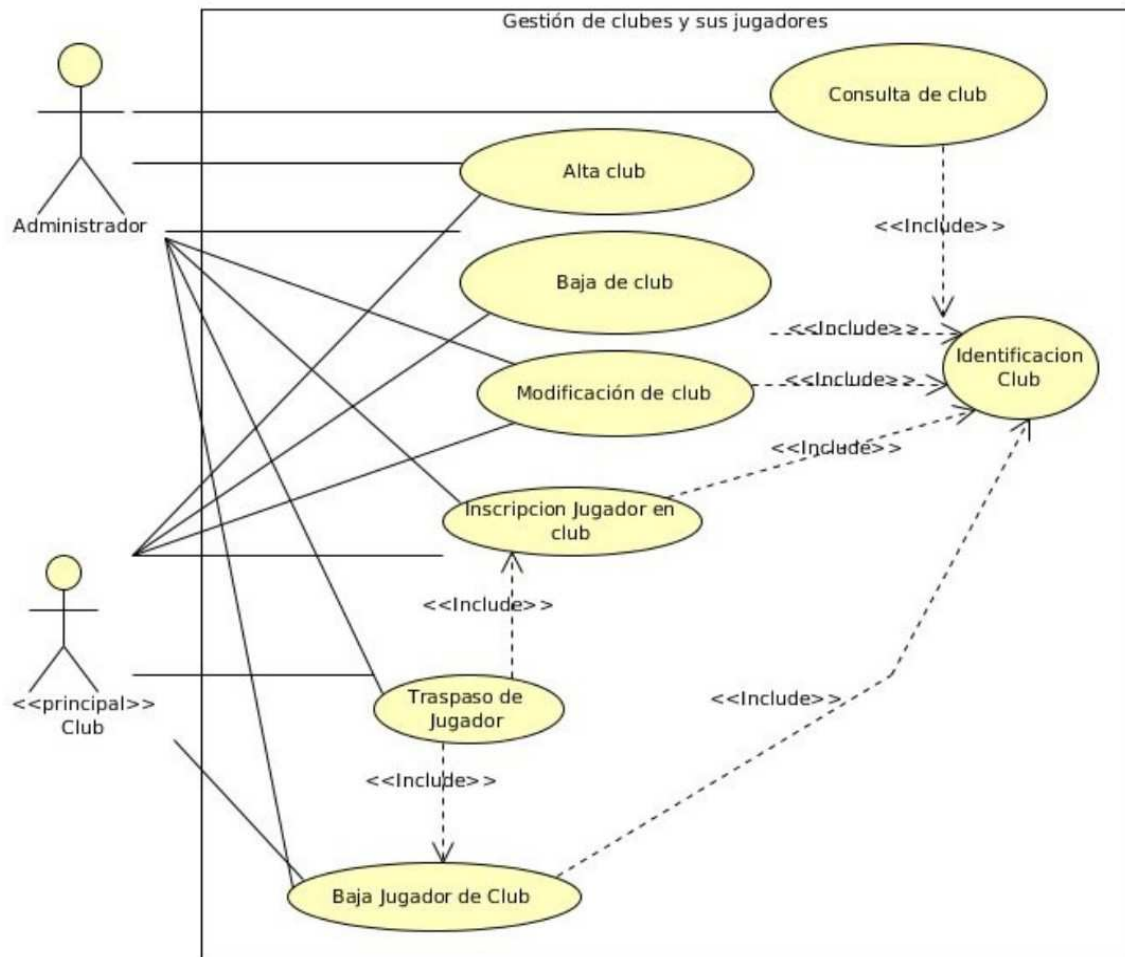 Gestión de clubes y sus jugadores
Consulta de club
Alta club
Administrador
<<Include>>
Baja de club
<<Include>>
Identificacion
Club
<<Include>>
Modificación de club
<<Include>>
Inscripcion Jugador en
club
<<Include>>
<<principal>>
Club
Traspaso de
Jugador
<<Include>>
<<Include>>
Baja Jugador de Club